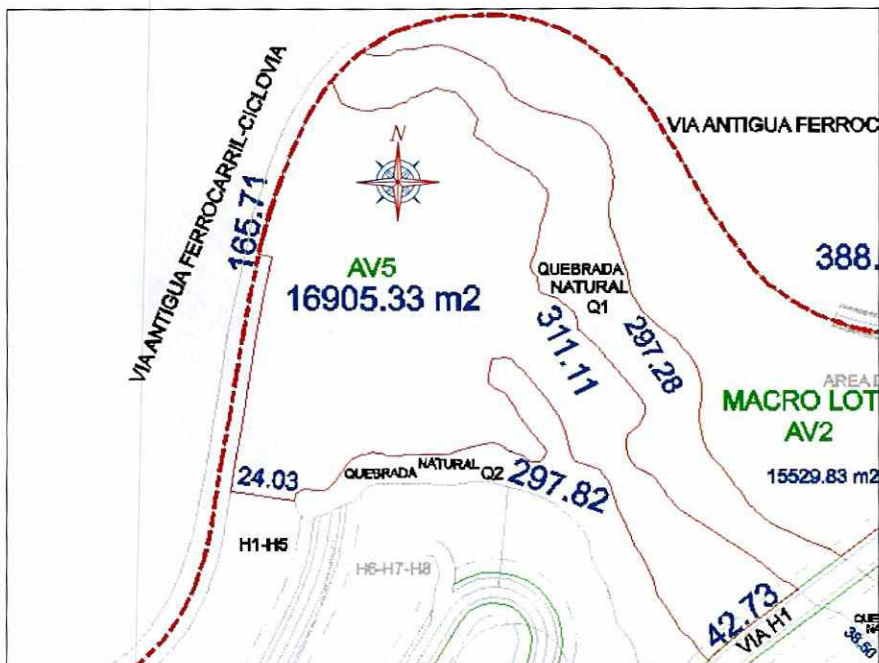 VIA ANTIGUA FERROCARRIL-CICLOVIA
165.71
N
VIA ANTIGUA FERROC
AV5
16905.33 m2
QUEBRADA
NATURAL
Q1
388.
311.11
297.28
AREA D
MACRO LOT
AV2
15529.83 m2
24.03
QUEBRADA NATURAL Q2
297.82
H1-H5
H6-H7-H8
42.73
VIA H1
QUE
NA
38.50